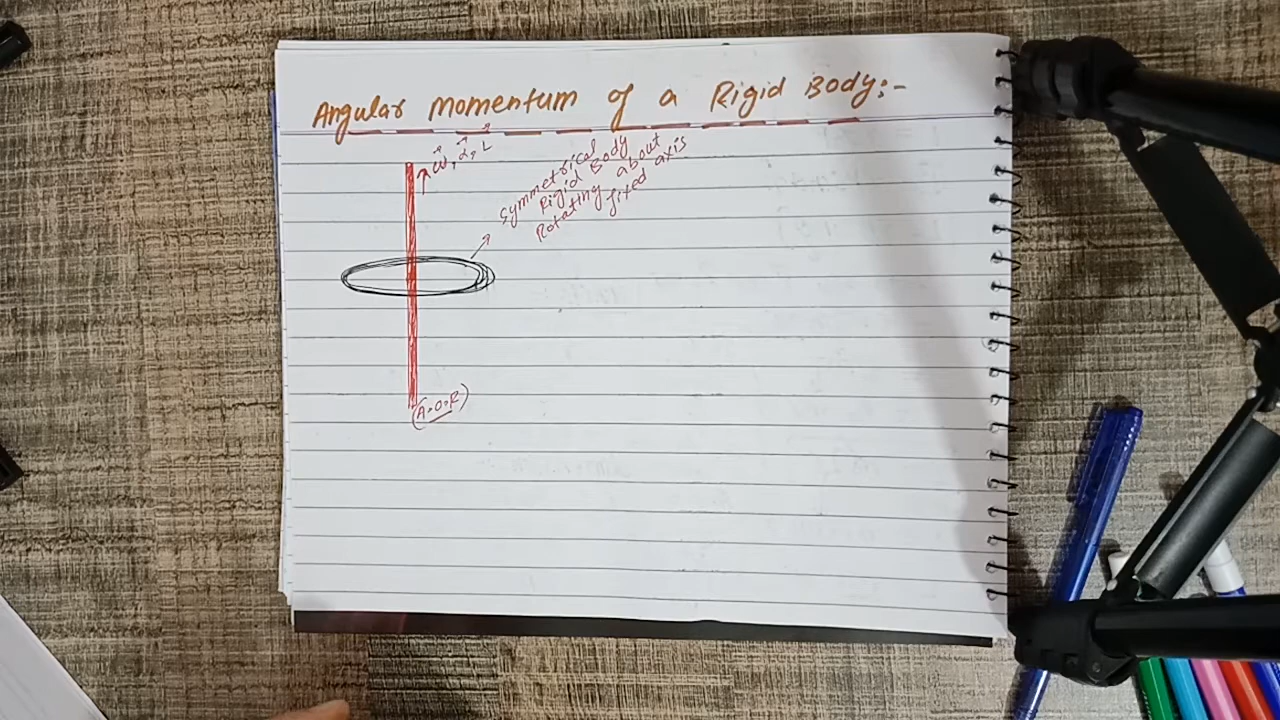 Angular Momentum of a Rigid Body:-
ω⃗, α⃗, L⃗
Symmetrical
Rigid Body
Rotating about
fixed axis
(A.O.R)